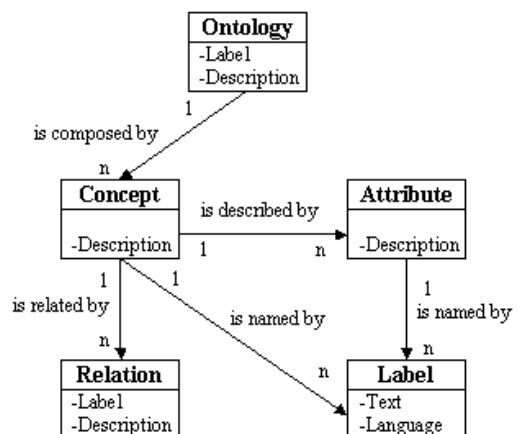 Ontology
-Label
-Description
1
is composed by
n
Concept
-Description
is described by
1
n
Attribute
-Description
1
is related by
n
1
is named by
n
1
is named by
n
Relation
-Label
-Description
Label
-Text
-Language